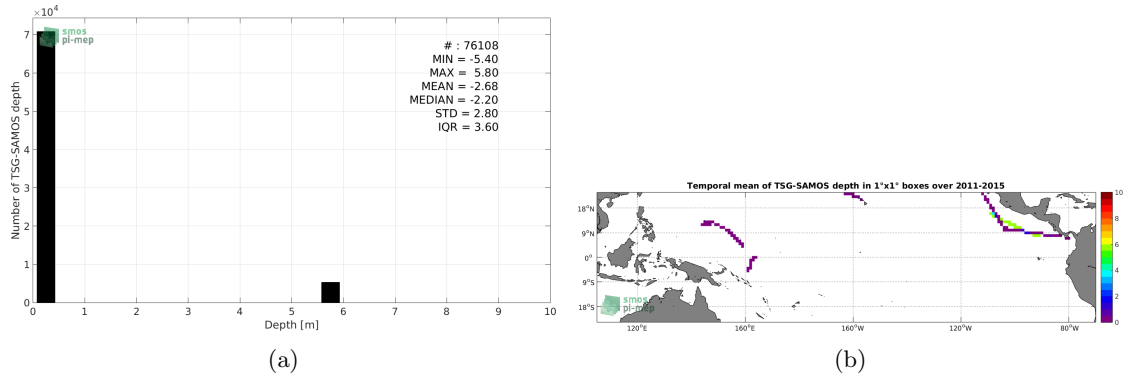 ×10⁴
smos
pi-mep
# : 76108
MIN = -5.40
MAX = 5.80
MEAN = -2.68
MEDIAN = -2.20
STD = 2.80
IQR = 3.60
Number of TSG-SAMOS depth
7
6
5
4
3
2
1
0
0 1 2 3 4 5 6 7 8 9 10
Depth [m]
(a)
Temporal mean of TSG-SAMOS depth in 1°x1° boxes over 2011-2015
18°N
9°N
0°
9°S
18°S
smos
pi-mep
120°E 160°E 160°W 120°W 80°W
10
8
6
4
2
0
(b)